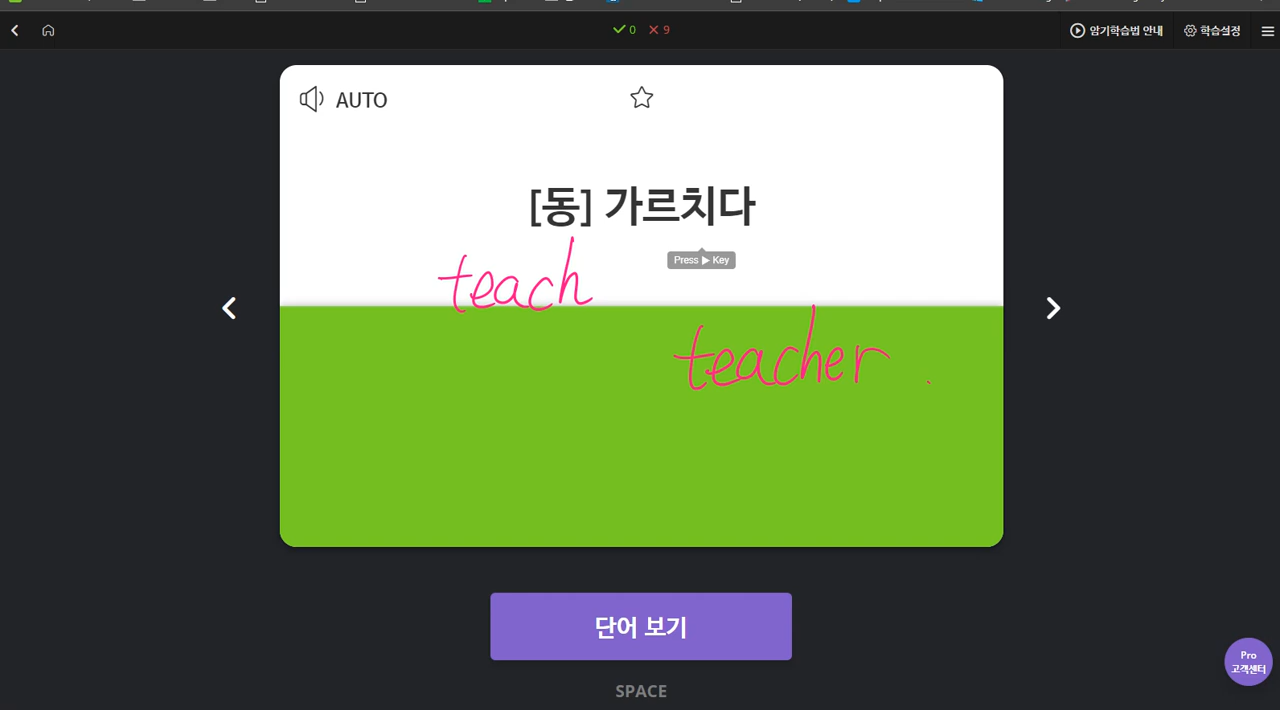 0 9 암기학습법 안내 학습설정
AUTO
[동] 가르치다
Press ▶ Key
teach
teacher .
단어 보기
SPACE
Pro
고객센터